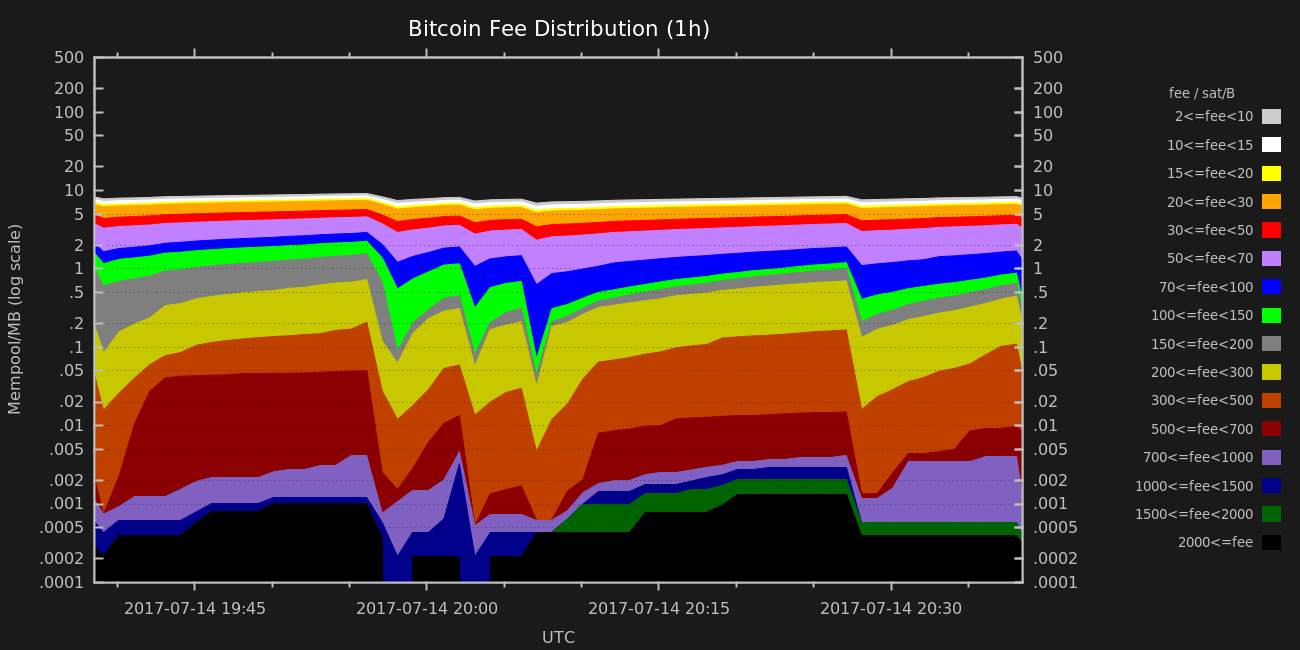 Bitcoin Fee Distribution (1h)
Mempool/MB (log scale)
500
200
100
50
20
10
5
2
1
.5
.2
.1
.05
.02
.01
.005
.002
.001
.0005
.0002
.0001
500
200
100
50
20
10
5
2
1
.5
.2
.1
.05
.02
.01
.005
.002
.001
.0005
.0002
.0001
2017-07-14 19:45
2017-07-14 20:00
2017-07-14 20:15
2017-07-14 20:30
UTC
fee / sat/B
2<=fee<10
10<=fee<15
15<=fee<20
20<=fee<30
30<=fee<50
50<=fee<70
70<=fee<100
100<=fee<150
150<=fee<200
200<=fee<300
300<=fee<500
500<=fee<700
700<=fee<1000
1000<=fee<1500
1500<=fee<2000
2000<=fee